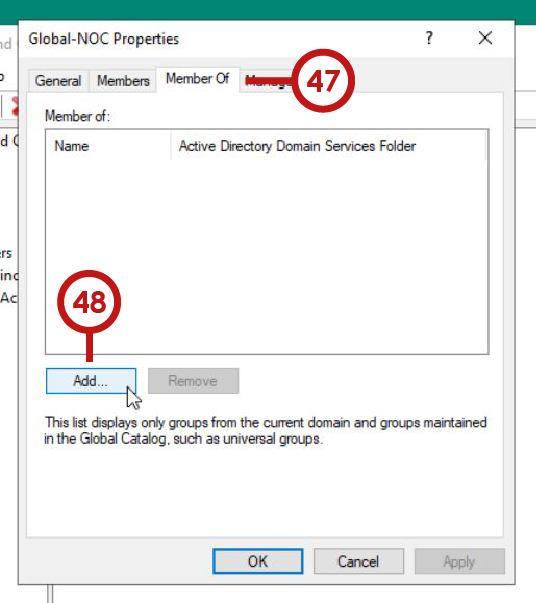 Global-NOC Properties
?
General Members Member Of
47
Member of:
Name Active Directory Domain Services Folder
48
Add... Remove
This list displays only groups from the current domain and groups maintained
in the Global Catalog, such as universal groups.
OK Cancel Apply